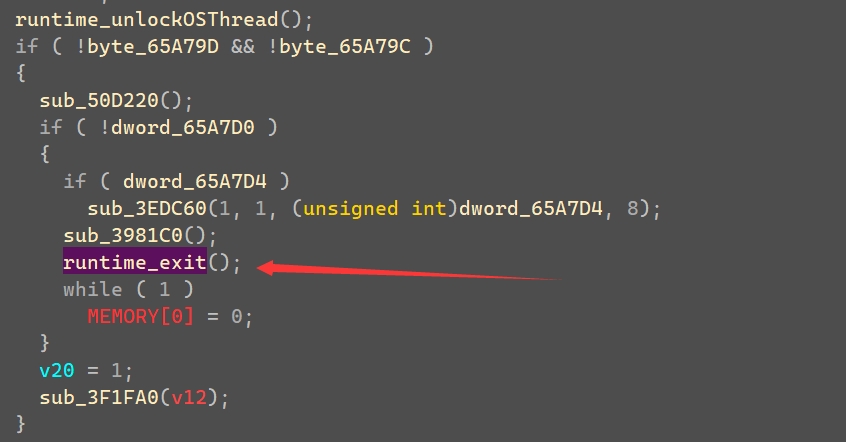 runtime_unlockOSThread();
if ( !byte_65A79D && !byte_65A79C )
{
sub_50D220();
if ( !dword_65A7D0 )
{
if ( dword_65A7D4 )
sub_3EDC60(1, 1, (unsigned int)dword_65A7D4, 8);
sub_3981C0();
runtime_exit();
while ( 1 )
MEMORY[0] = 0;
}
v20 = 1;
sub_3F1FA0(v12);
}